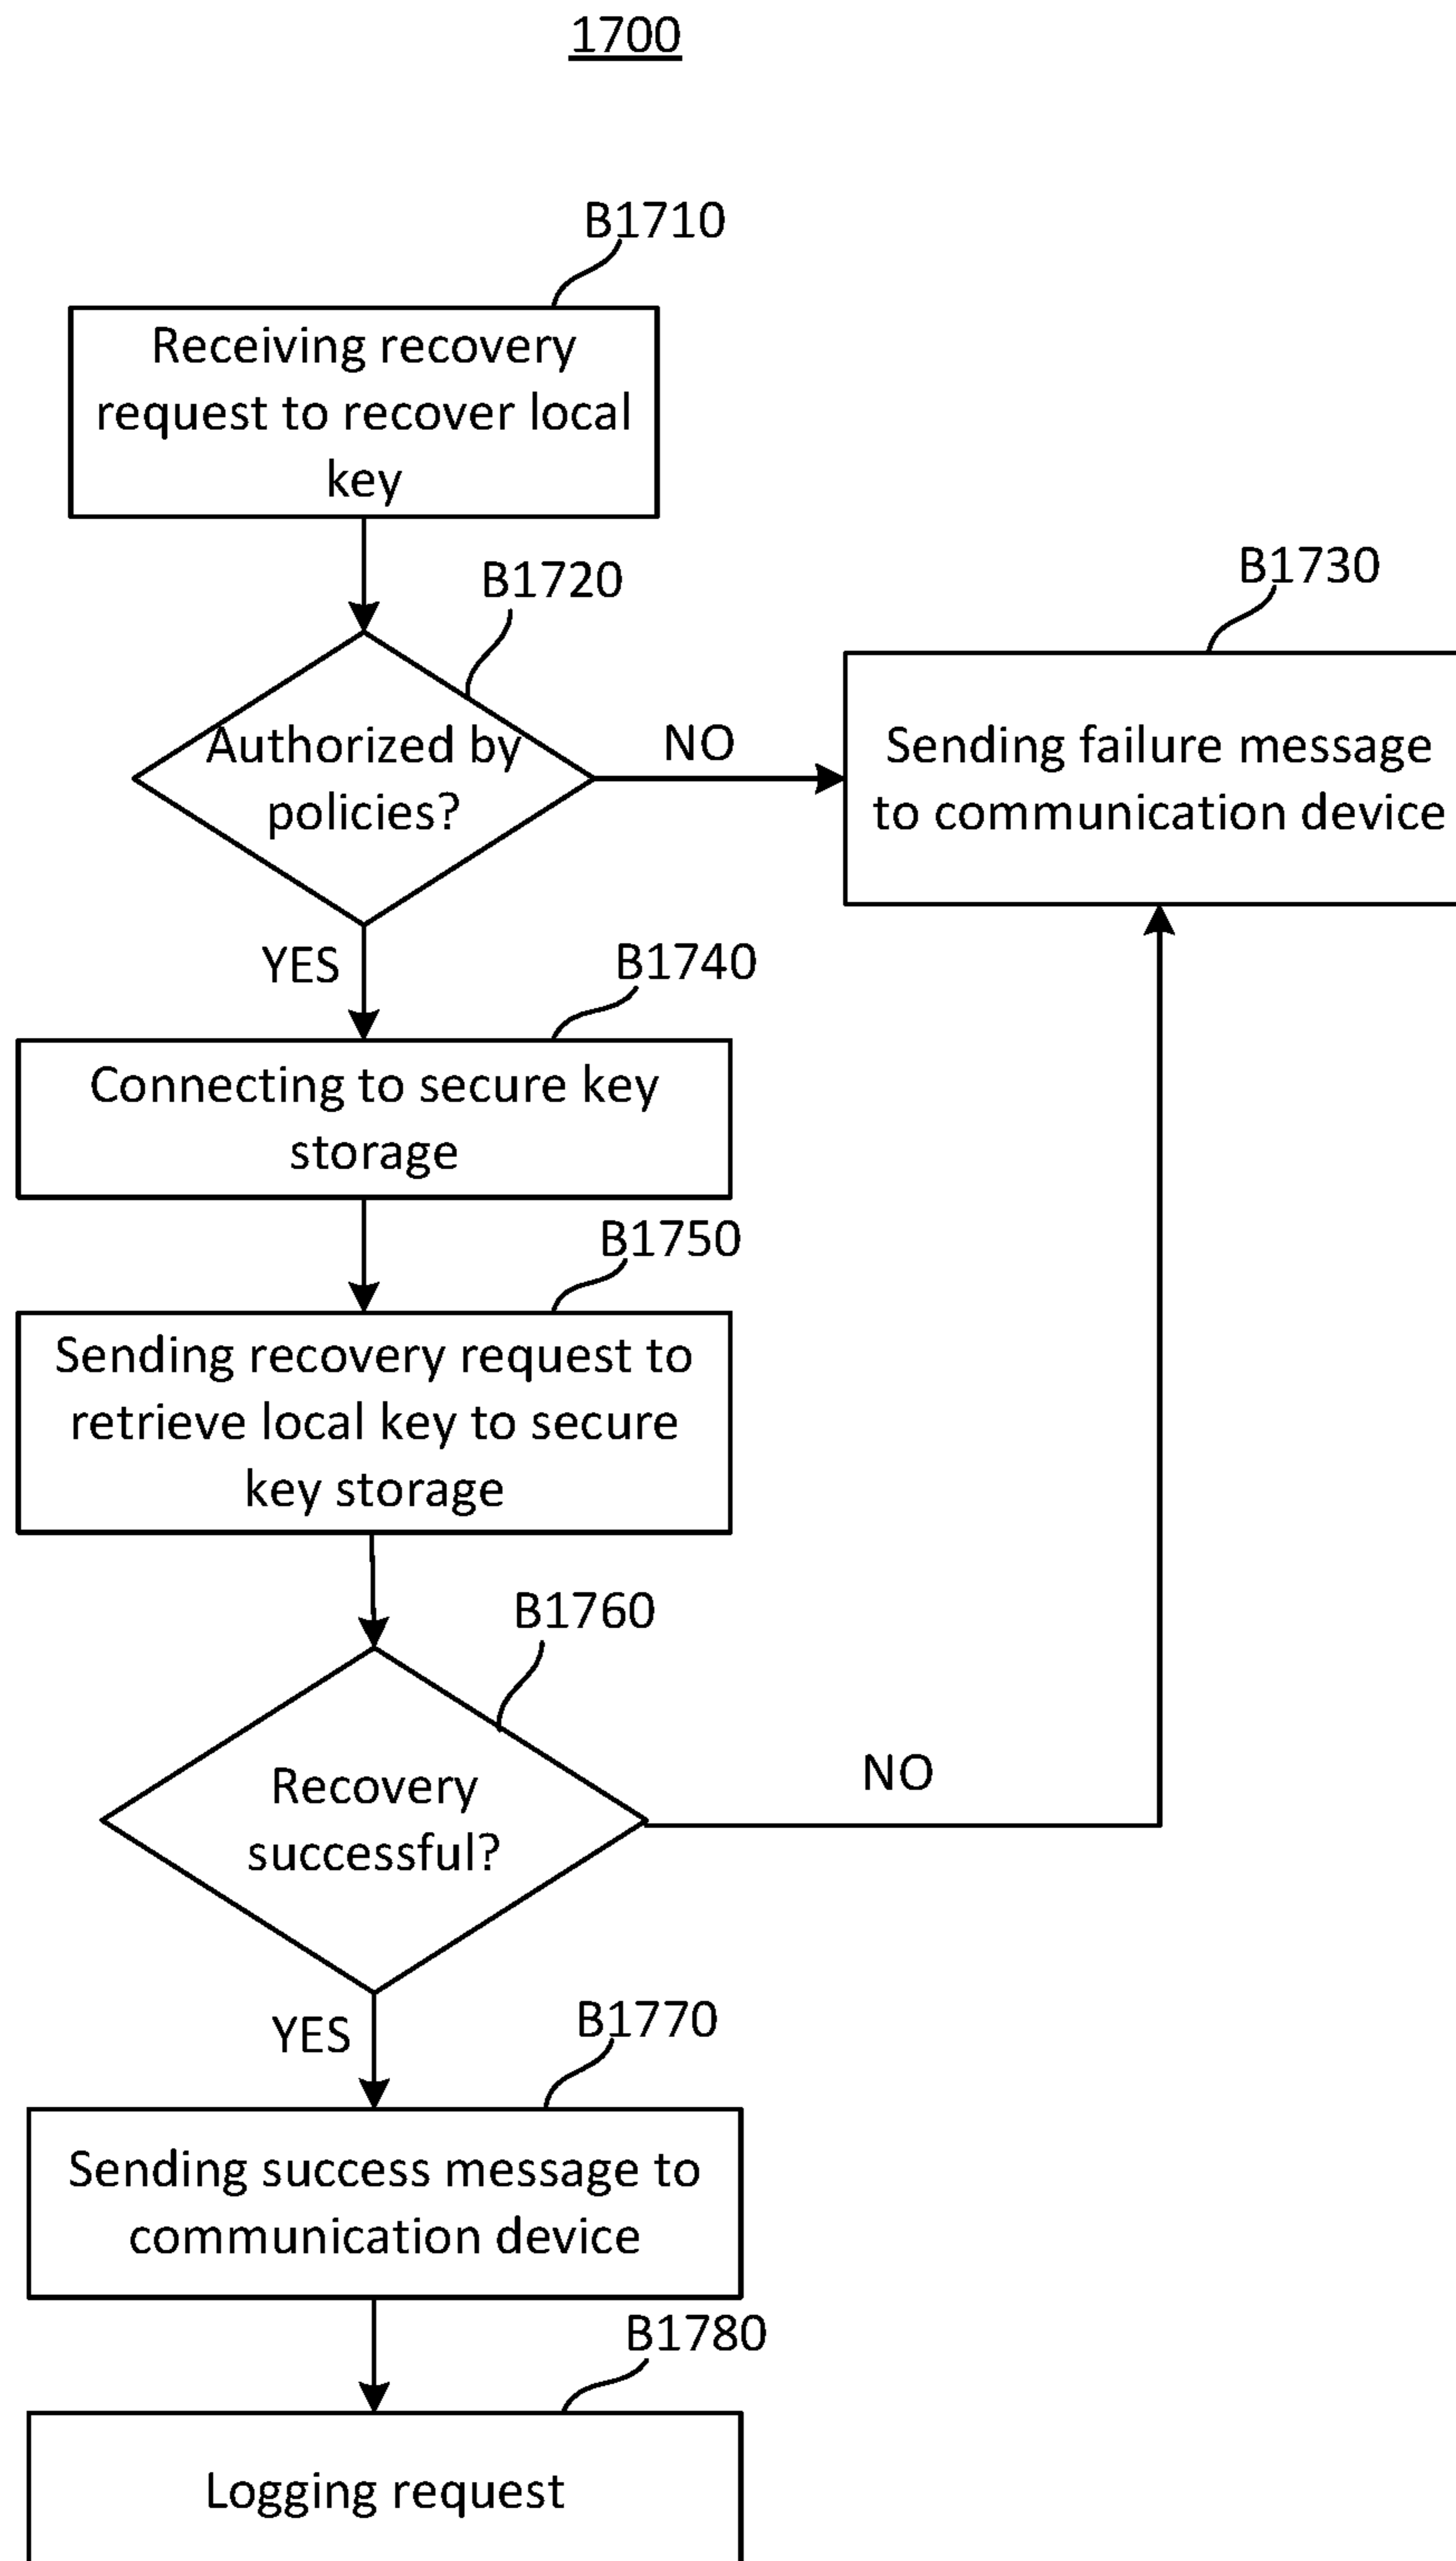 1700
B1710
Receiving recovery
request to recover local
key
B1720
Authorized by
policies?
NO
B1730
Sending failure message
to communication device
YES
B1740
Connecting to secure key
storage
B1750
Sending recovery request to
retrieve local key to secure
key storage
B1760
Recovery
successful?
NO
YES
B1770
Sending success message to
communication device
B1780
Logging request